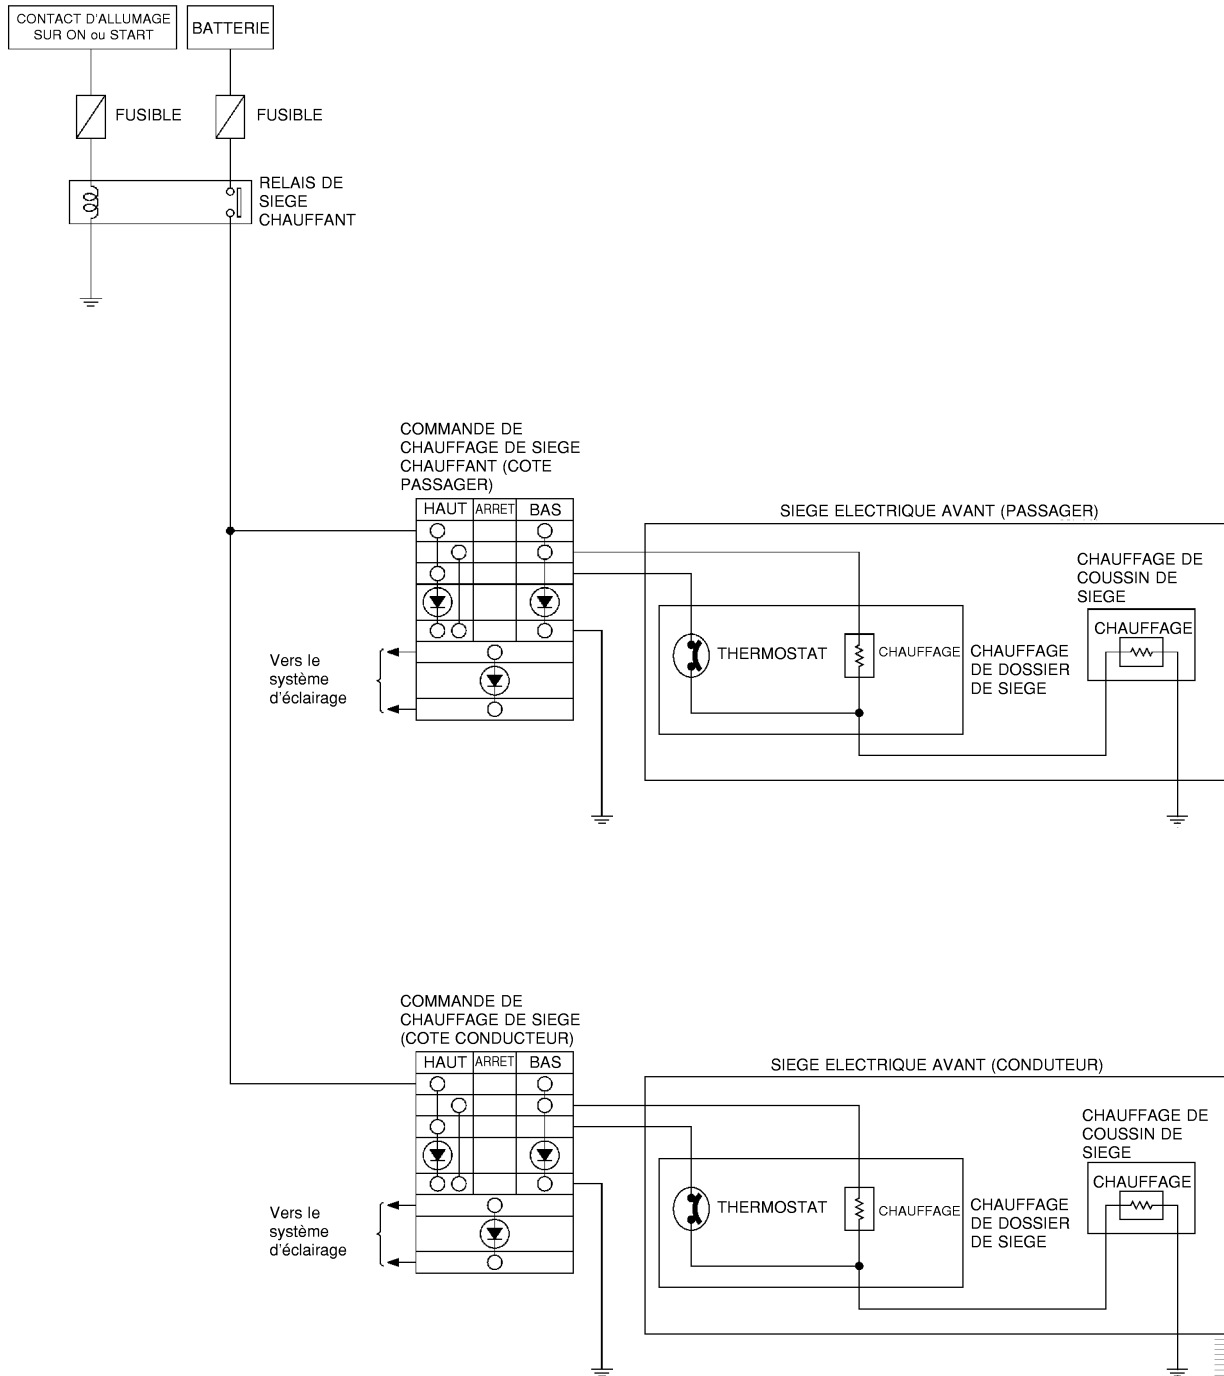 CONTACT D'ALLUMAGE
SUR ON ou START
BATTERIE
FUSIBLE
FUSIBLE
RELAIS DE
SIEGE
CHAUFFANT
COMMANDE DE
CHAUFFAGE DE SIEGE
CHAUFFANT (COTE
PASSAGER)
HAUT ARRET BAS
SIEGE ELECTRIQUE AVANT (PASSAGER)
CHAUFFAGE DE
COUSSIN DE
SIEGE
CHAUFFAGE
THERMOSTAT
CHAUFFAGE
CHAUFFAGE
DE DOSSIER
DE SIEGE
Vers le
système
d'éclairage
COMMANDE DE
CHAUFFAGE DE SIEGE
(COTE CONDUCTEUR)
HAUT ARRET BAS
SIEGE ELECTRIQUE AVANT (CONDUTEUR)
CHAUFFAGE DE
COUSSIN DE
SIEGE
CHAUFFAGE
THERMOSTAT
CHAUFFAGE
CHAUFFAGE
DE DOSSIER
DE SIEGE
Vers le
système
d'éclairage